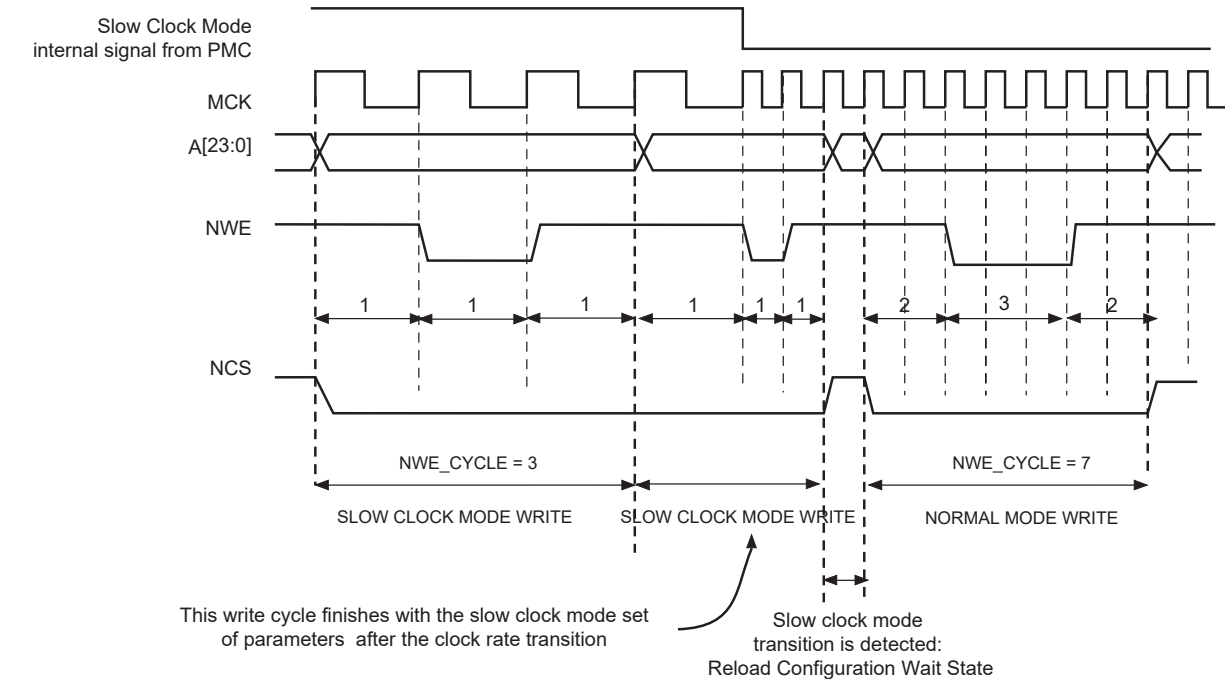 Slow Clock Mode
internal signal from PMC
MCK
A[23:0]
NWE
1 1 1 1 1 1 2 3 2
NCS
NWE_CYCLE = 3 NWE_CYCLE = 7
SLOW CLOCK MODE WRITE SLOW CLOCK MODE WRITE NORMAL MODE WRITE
This write cycle finishes with the slow clock mode set
of parameters after the clock rate transition
Slow clock mode
transition is detected:
Reload Configuration Wait State